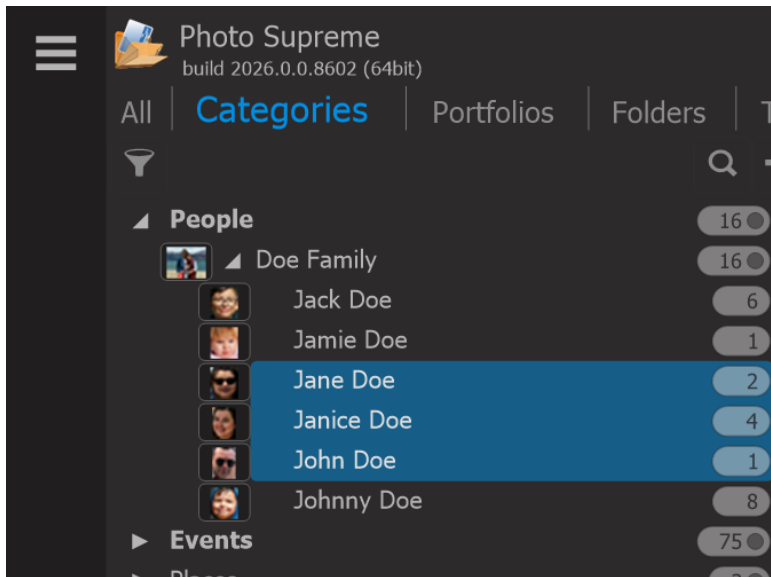 Photo Supreme
build 2026.0.0.8602 (64bit)
All Categories Portfolios Folders
People 16
Doe Family 16
Jack Doe 6
Jamie Doe 1
Jane Doe 2
Janice Doe 4
John Doe 1
Johnny Doe 8
Events 75